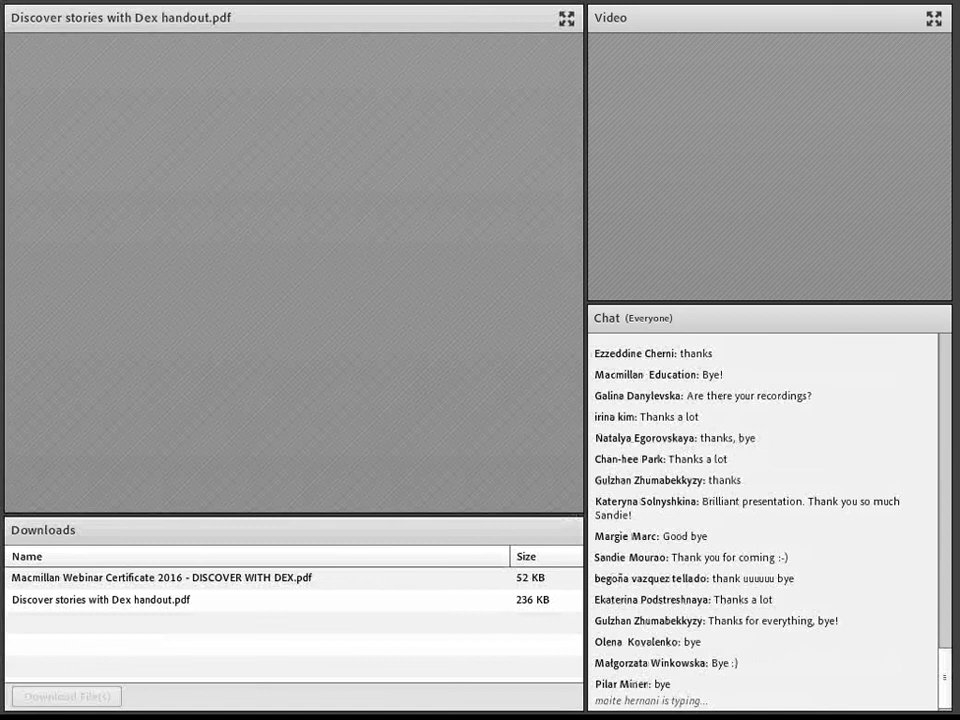 Discover stories with Dex handout.pdf
Video
Chat (Everyone)
Ezzeddine Cherni: thanks
Macmillan Education: Bye!
Galina Danylevska: Are there your recordings?
irina kim: Thanks a lot
Natalya Egorovskaya: thanks, bye
Chan-hee Park: Thanks a lot
Gulzhan Zhumabekkyzy: thanks
Kateryna Solnyshkina: Brilliant presentation. Thank you so much
Sandie!
Margie Marc: Good bye
Sandie Mourao: Thank you for coming :-)
begoña vazquez tellado: thank uuuuuu bye
Ekaterina Podstreshnaya: Thanks a lot
Gulzhan Zhumabekkyzy: Thanks for everything, bye!
Olena Kovalenko: bye
Małgorzata Winkowska: Bye :)
Pilar Miner: bye
maite hernani is typing...
Downloads
Name Size
Macmillan Webinar Certificate 2016 - DISCOVER WITH DEX.pdf 52 KB
Discover stories with Dex handout.pdf 236 KB
Download File(s)